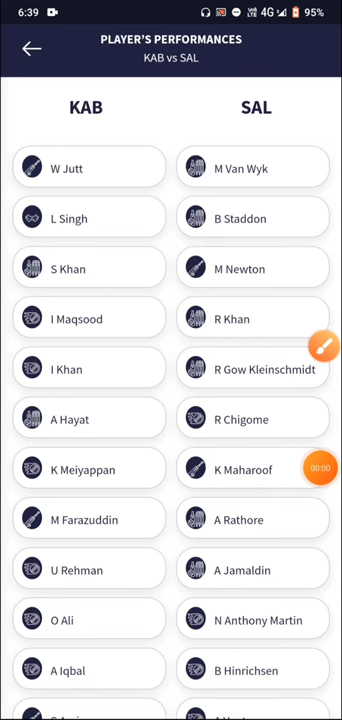 6:39
4G 95%
PLAYER'S PERFORMANCES
KAB vs SAL
KAB SAL
W Jutt M Van Wyk
L Singh B Staddon
S Khan M Newton
I Maqsood R Khan
I Khan R Gow Kleinschmidt
A Hayat R Chigome
K Meiyappan K Maharoof
00:00
M Farazuddin A Rathore
U Rehman A Jamaldin
O Ali N Anthony Martin
A Iqbal B Hinrichsen